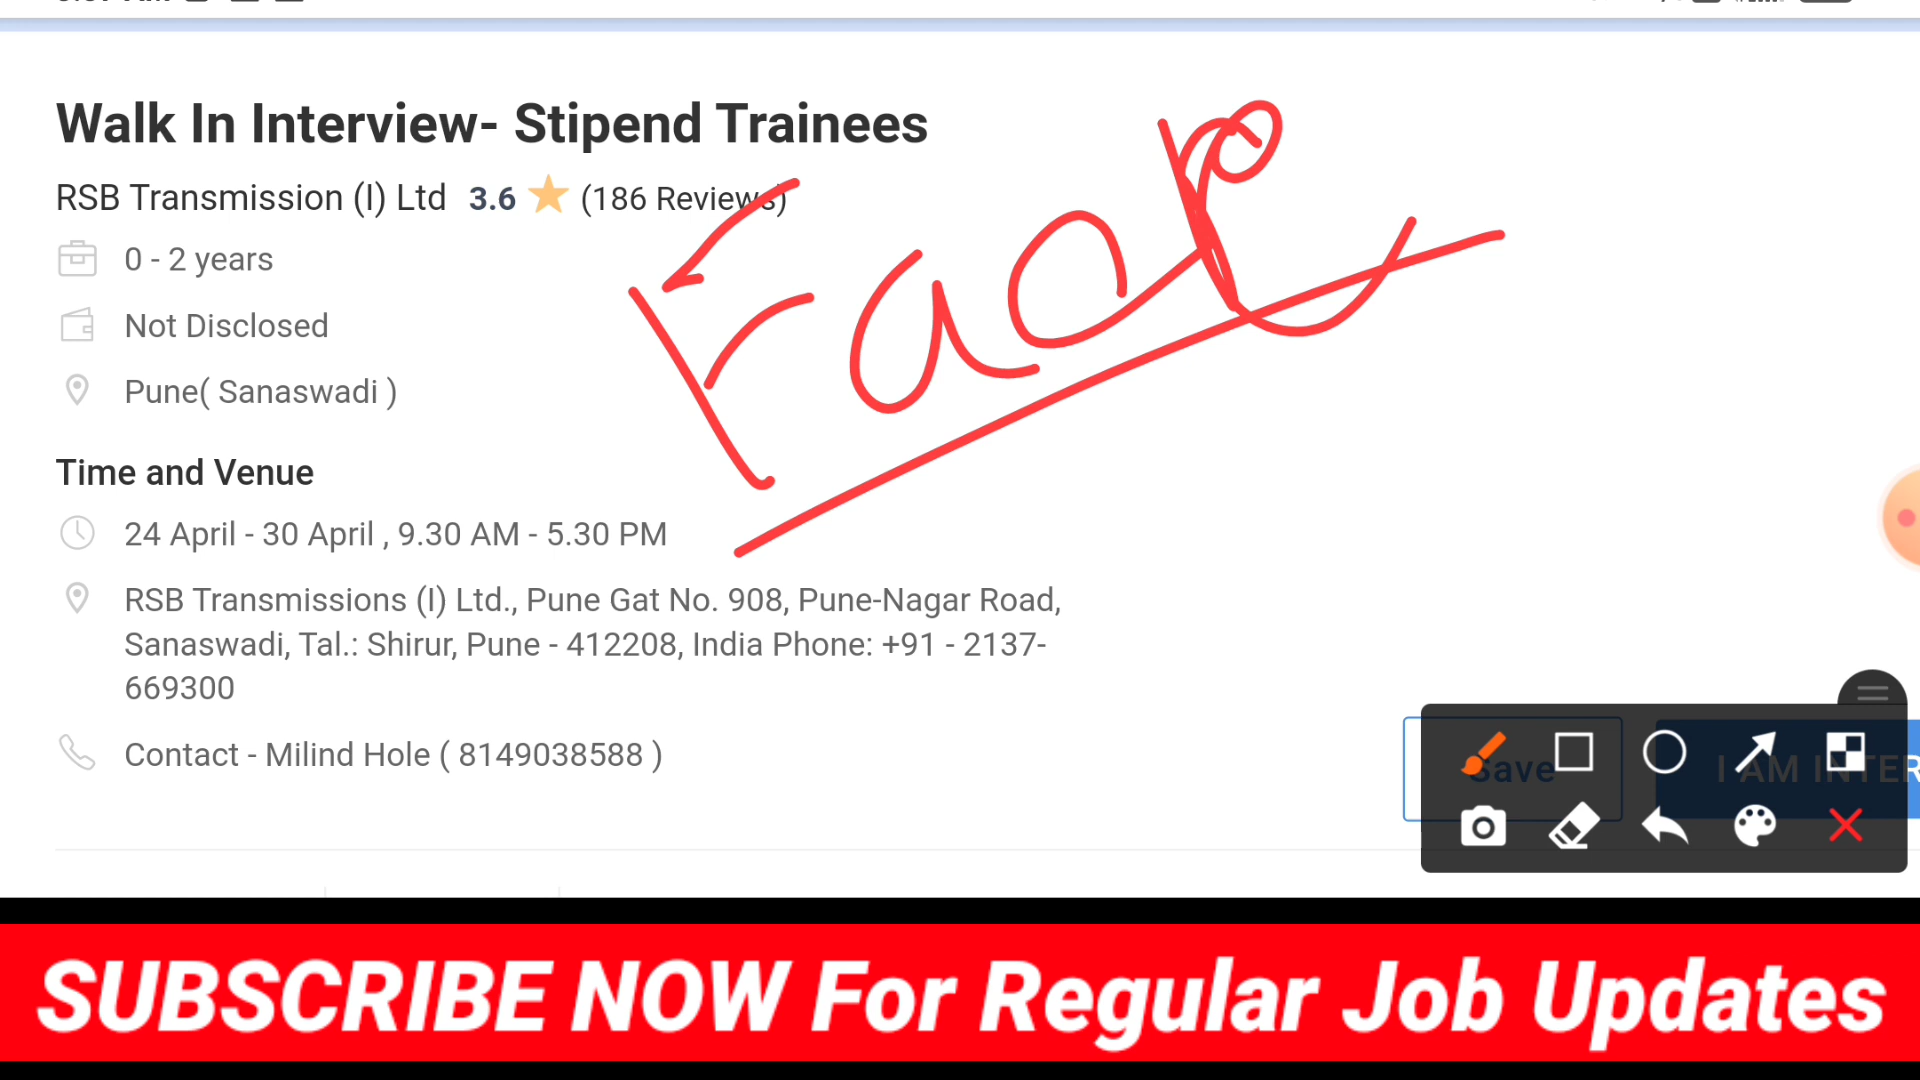 Walk In Interview- Stipend Trainees
RSB Transmission (I) Ltd 3.6 (186 Reviews)
0 - 2 years
Not Disclosed
Pune( Sanaswadi )
Time and Venue
24 April - 30 April , 9.30 AM - 5.30 PM
RSB Transmissions (I) Ltd., Pune Gat No. 908, Pune-Nagar Road,
Sanaswadi, Tal.: Shirur, Pune - 412208, India Phone: +91 - 2137-
669300
Contact - Milind Hole ( 8149038588 )
Save
I AM INTER
SUBSCRIBE NOW For Regular Job Updates